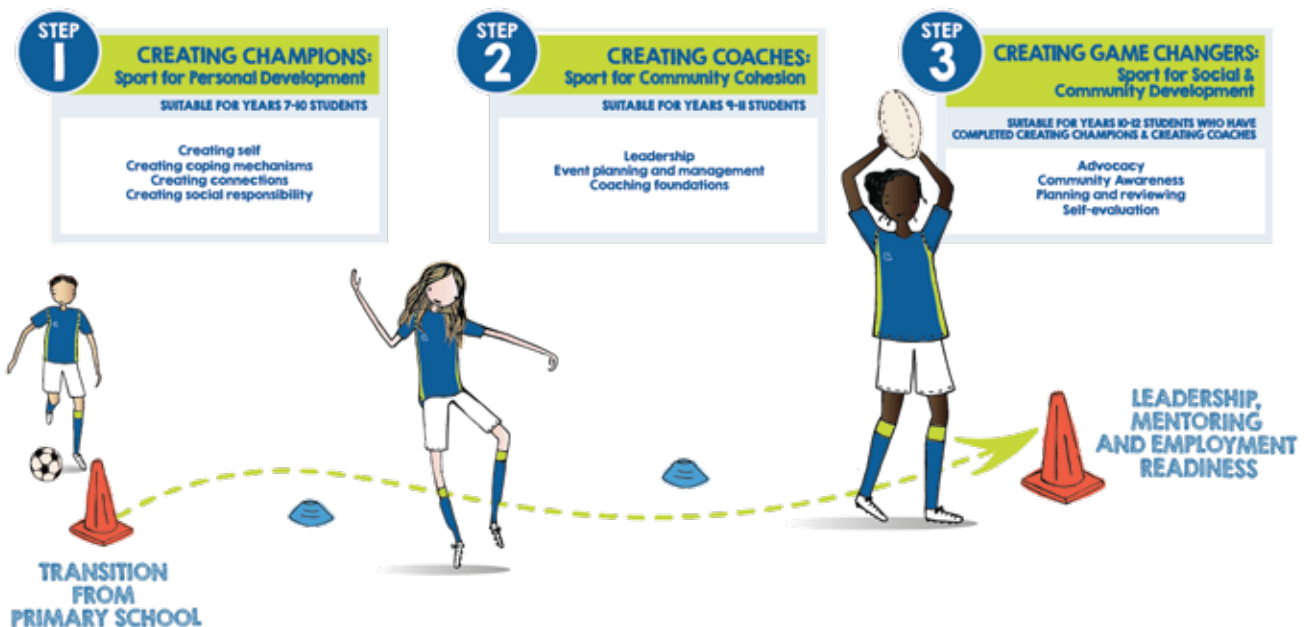 STEP
1
CREATING CHAMPIONS:
Sport for Personal Development
SUITABLE FOR YEARS 7-10 STUDENTS
Creating self
Creating coping mechanisms
Creating connections
Creating social responsibility
STEP
2
CREATING COACHES:
Sport for Community Cohesion
SUITABLE FOR YEARS 9-11 STUDENTS
Leadership
Event planning and management
Coaching foundations
STEP
3
CREATING GAME CHANGERS:
Sport for Social &
Community Development
SUITABLE FOR YEARS 10-12 STUDENTS WHO HAVE
COMPLETED CREATING CHAMPIONS & CREATING COACHES
Advocacy
Community Awareness
Planning and reviewing
Self-evaluation
TRANSITION
FROM
PRIMARY SCHOOL
LEADERSHIP,
MENTORING
AND EMPLOYMENT
READINESS